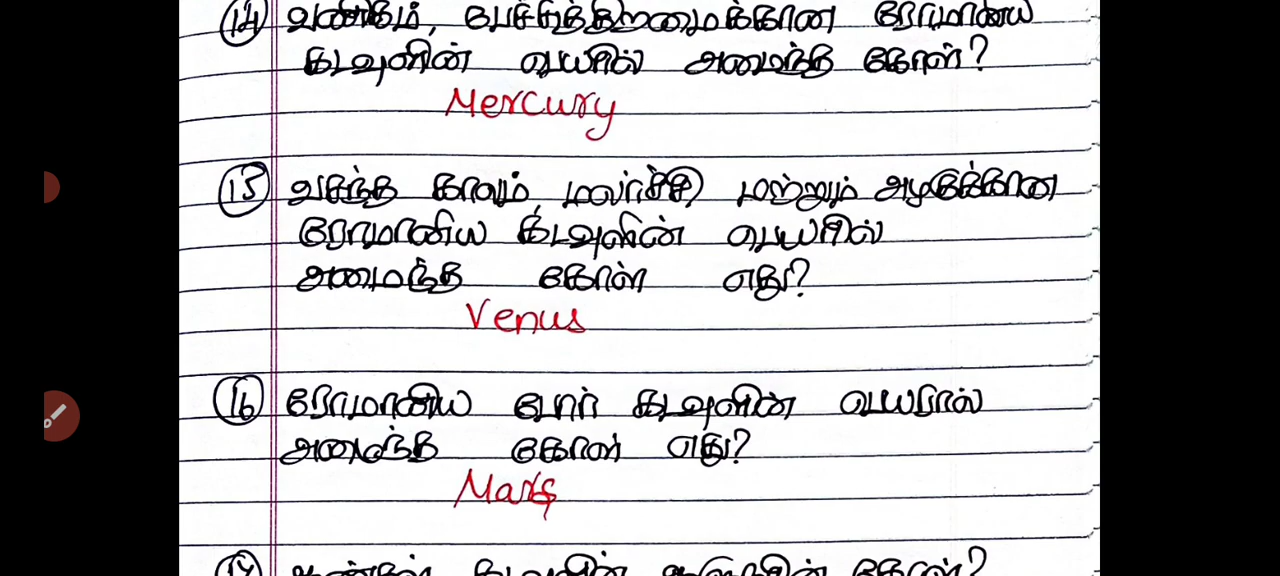 (14) வணிகம், பேச்சுத்திறமைக்கான ரோமானிய
கடவுளின் பெயரில் அமைந்த கோள்?
Mercury
(15) வசந்த காலம், மலர்ச்சி மற்றும் அழகுக்கான
ரோமானிய கடவுளின் பெயரில்
அமைந்த கோள் எது?
Venus
(16) ரோமானிய போர் கடவுளின் பெயரால்
அமைந்த கோள் எது?
Mars
கடவுளின் கோள்?